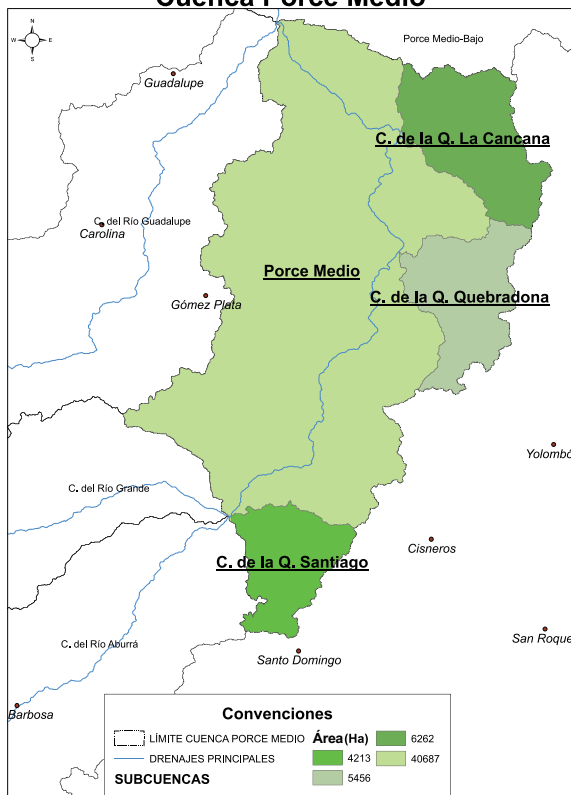 Cuenca Porce Medio
N
W E
S
Porce Medio-Bajo
Guadalupe
C. de la Q. La Cancana
C. del Río Guadalupe
Carolina
Porce Medio
Gómez Plata
C. de la Q. Quebradona
Yolombó
C. del Río Grande
Cisneros
C. de la Q. Santiago
San Roque
C. del Río Aburrá
Santo Domingo
Barbosa
Convenciones
LÍMITE CUENCA PORCE MEDIO
DRENAJES PRINCIPALES
SUBCUENCAS
Área(Ha)
4213
5456
6262
40687